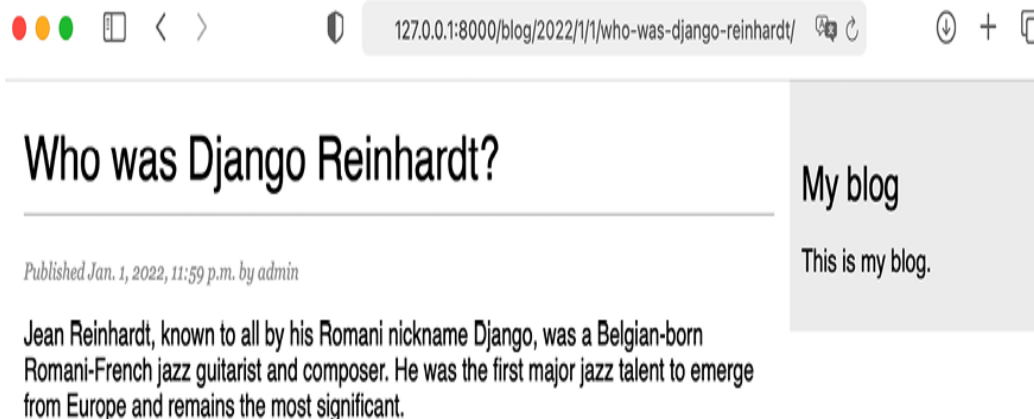 127.0.0.1:8000/blog/2022/1/1/who-was-django-reinhardt/
Who was Django Reinhardt?
Published Jan. 1, 2022, 11:59 p.m. by admin
Jean Reinhardt, known to all by his Romani nickname Django, was a Belgian-born
Romani-French jazz guitarist and composer. He was the first major jazz talent to emerge
from Europe and remains the most significant.
My blog
This is my blog.